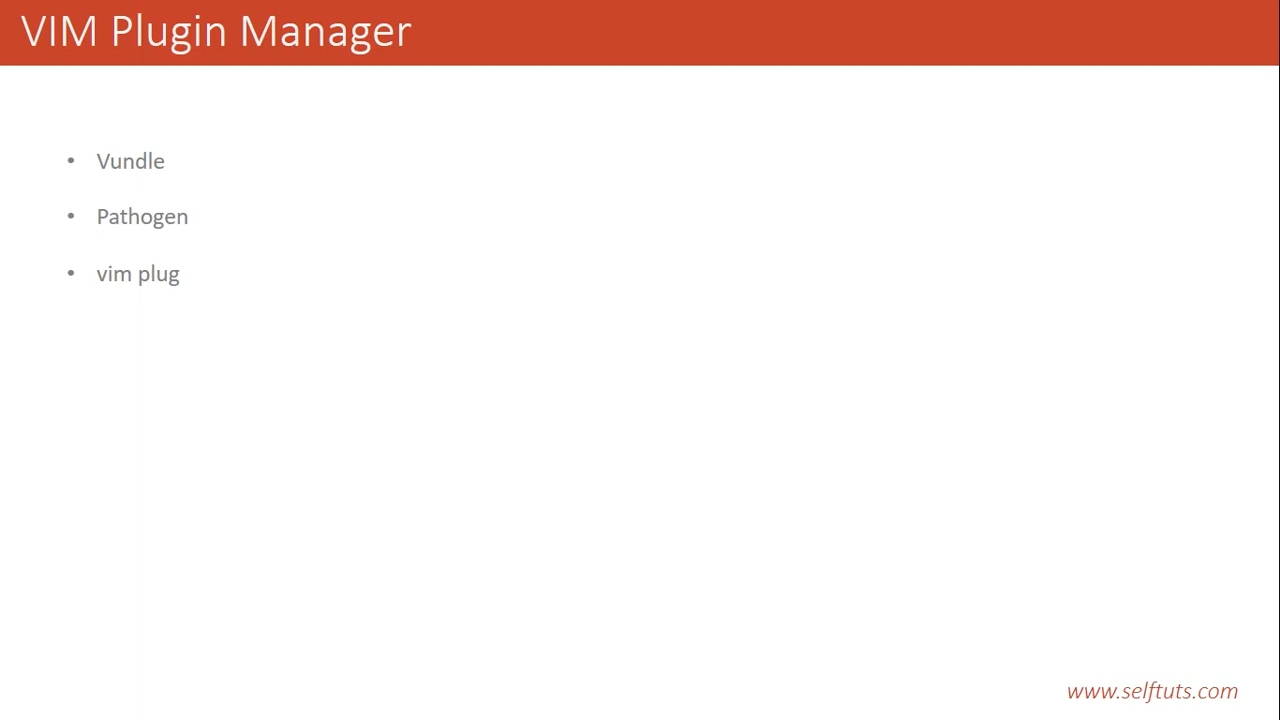 VIM Plugin Manager
• Vundle
• Pathogen
• vim plug
www.selftuts.com